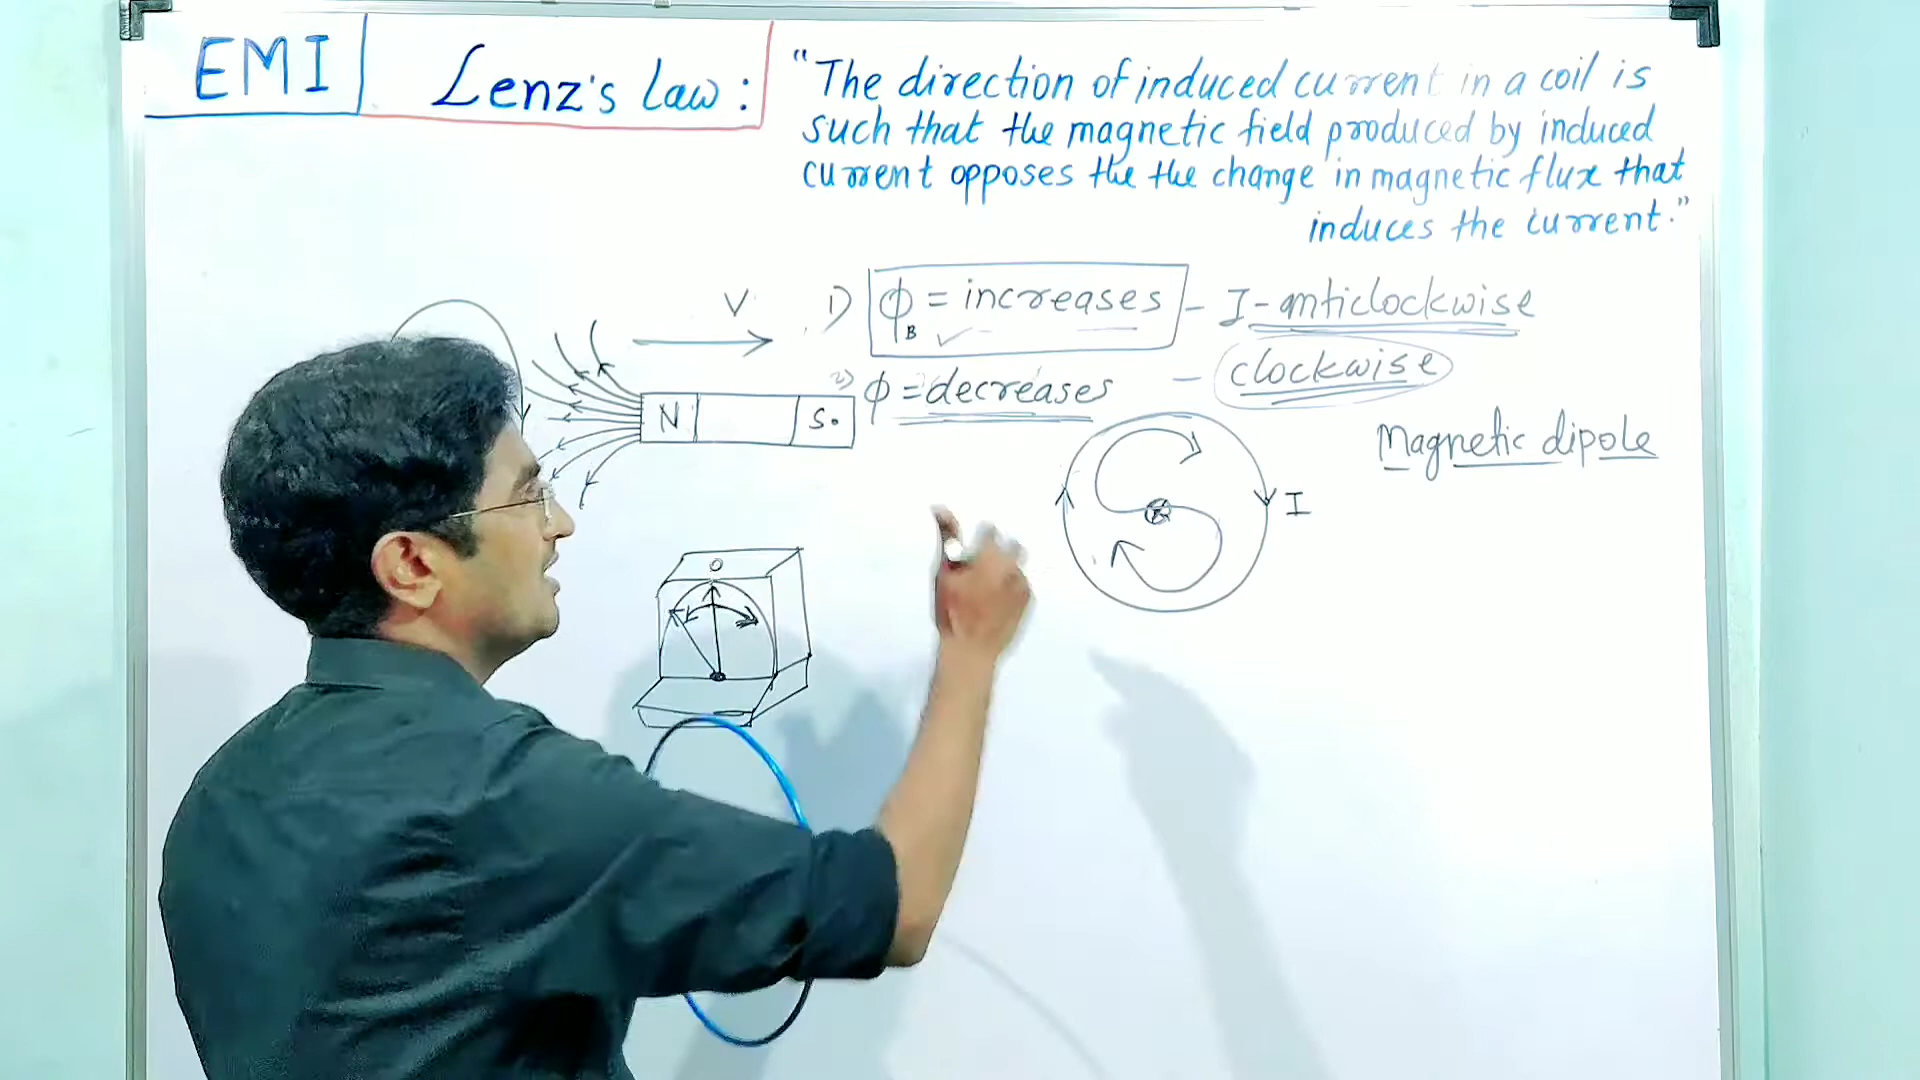 EMI
Lenz's Law:
"The direction of induced current in a coil is
such that the magnetic field produced by induced
current opposes the the change in magnetic flux that
induces the current."
V
1) ϕB = increases - I - anticlockwise
2) ϕ = decreases - clockwise
N S
Magnetic dipole
I
0